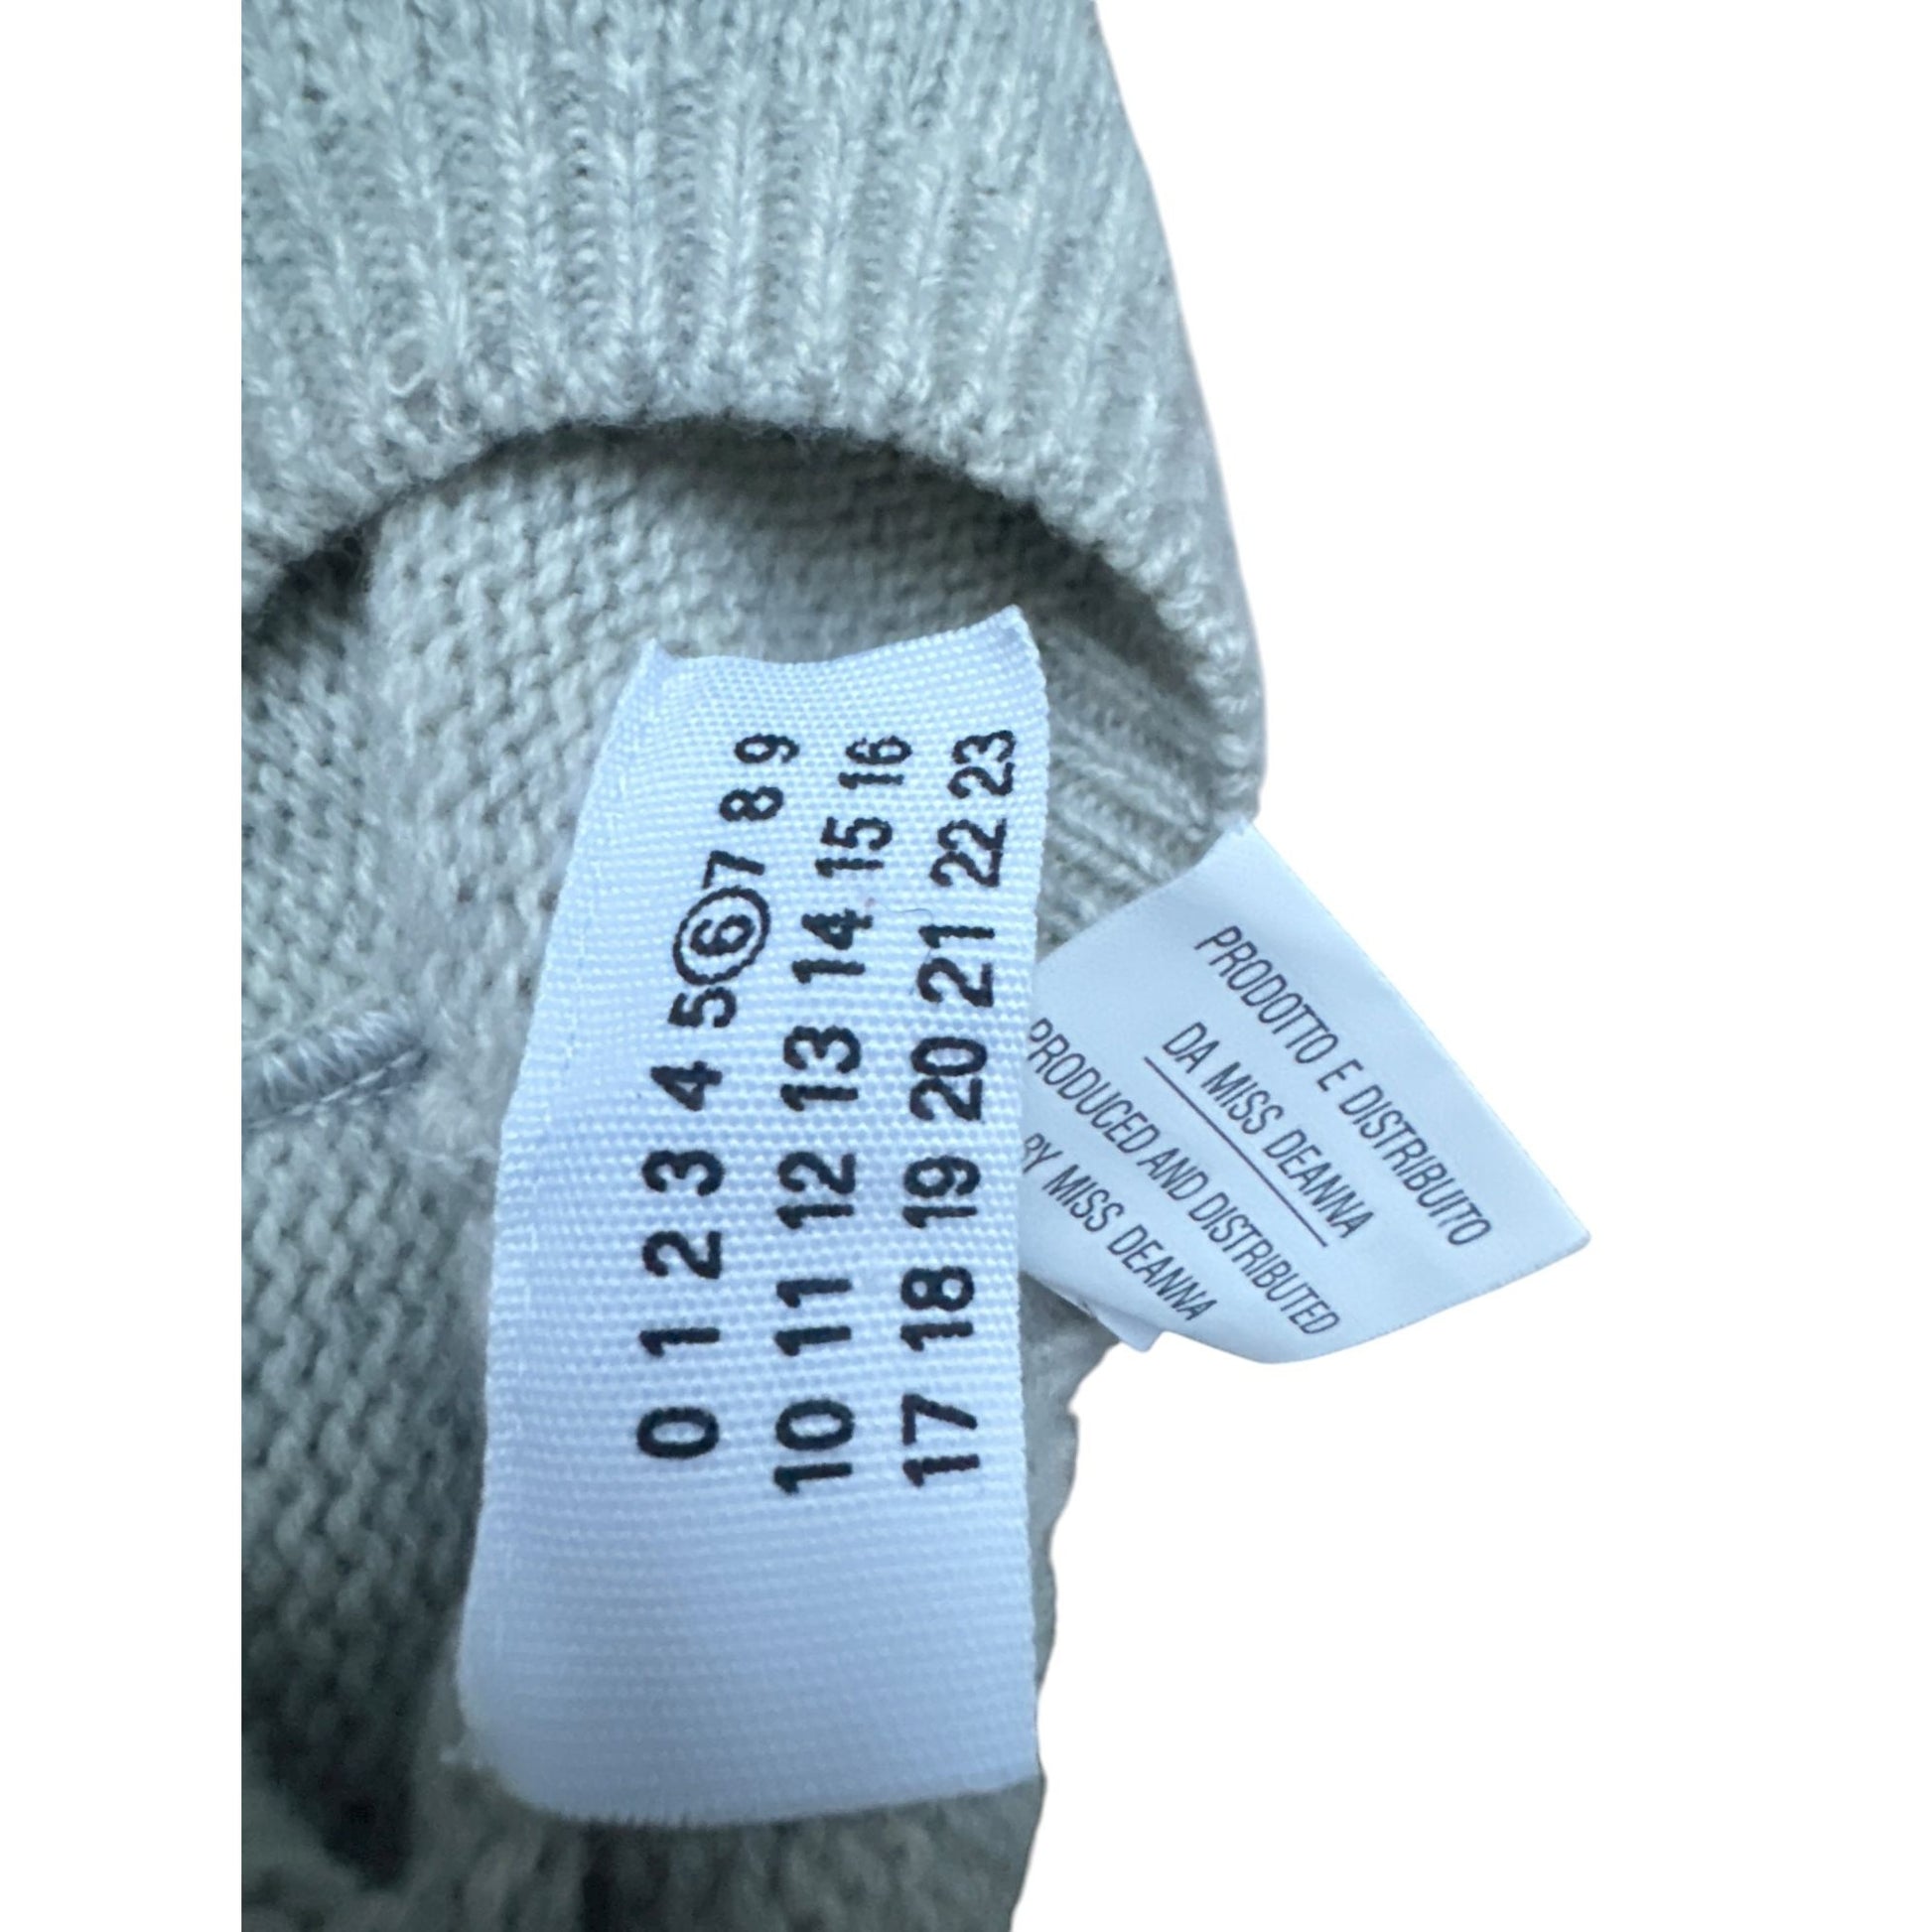 0 1 2 3 4 5 6 7 8 9
10 11 12 13 14 15 16
17 18 19 20 21 22 23
PRODOTTO E DISTRIBUITO
DA MISS DEANNA
PRODUCED AND DISTRIBUTED
BY MISS DEANNA